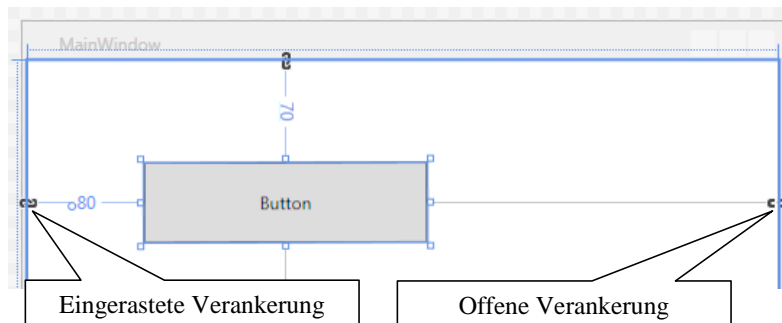 MainWindow
70
80
Button
Eingerastete Verankerung
Offene Verankerung